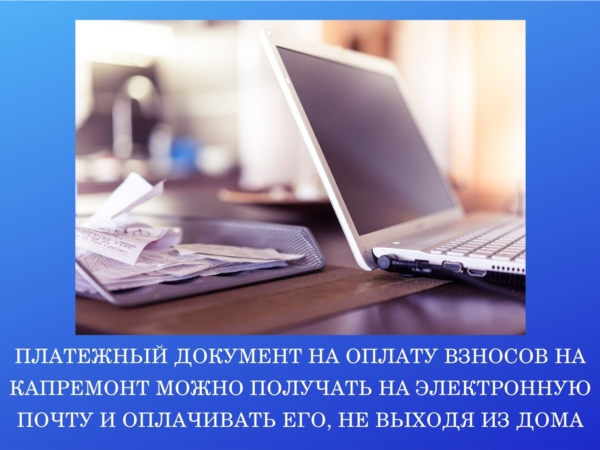 ПЛАТЕЖНЫЙ ДОКУМЕНТ НА ОПЛАТУ ВЗНОСОВ НА
КАПРЕМОНТ МОЖНО ПОЛУЧАТЬ НА ЭЛЕКТРОННУЮ
ПОЧТУ И ОПЛАЧИВАТЬ ЕГО, НЕ ВЫХОДЯ ИЗ ДОМА